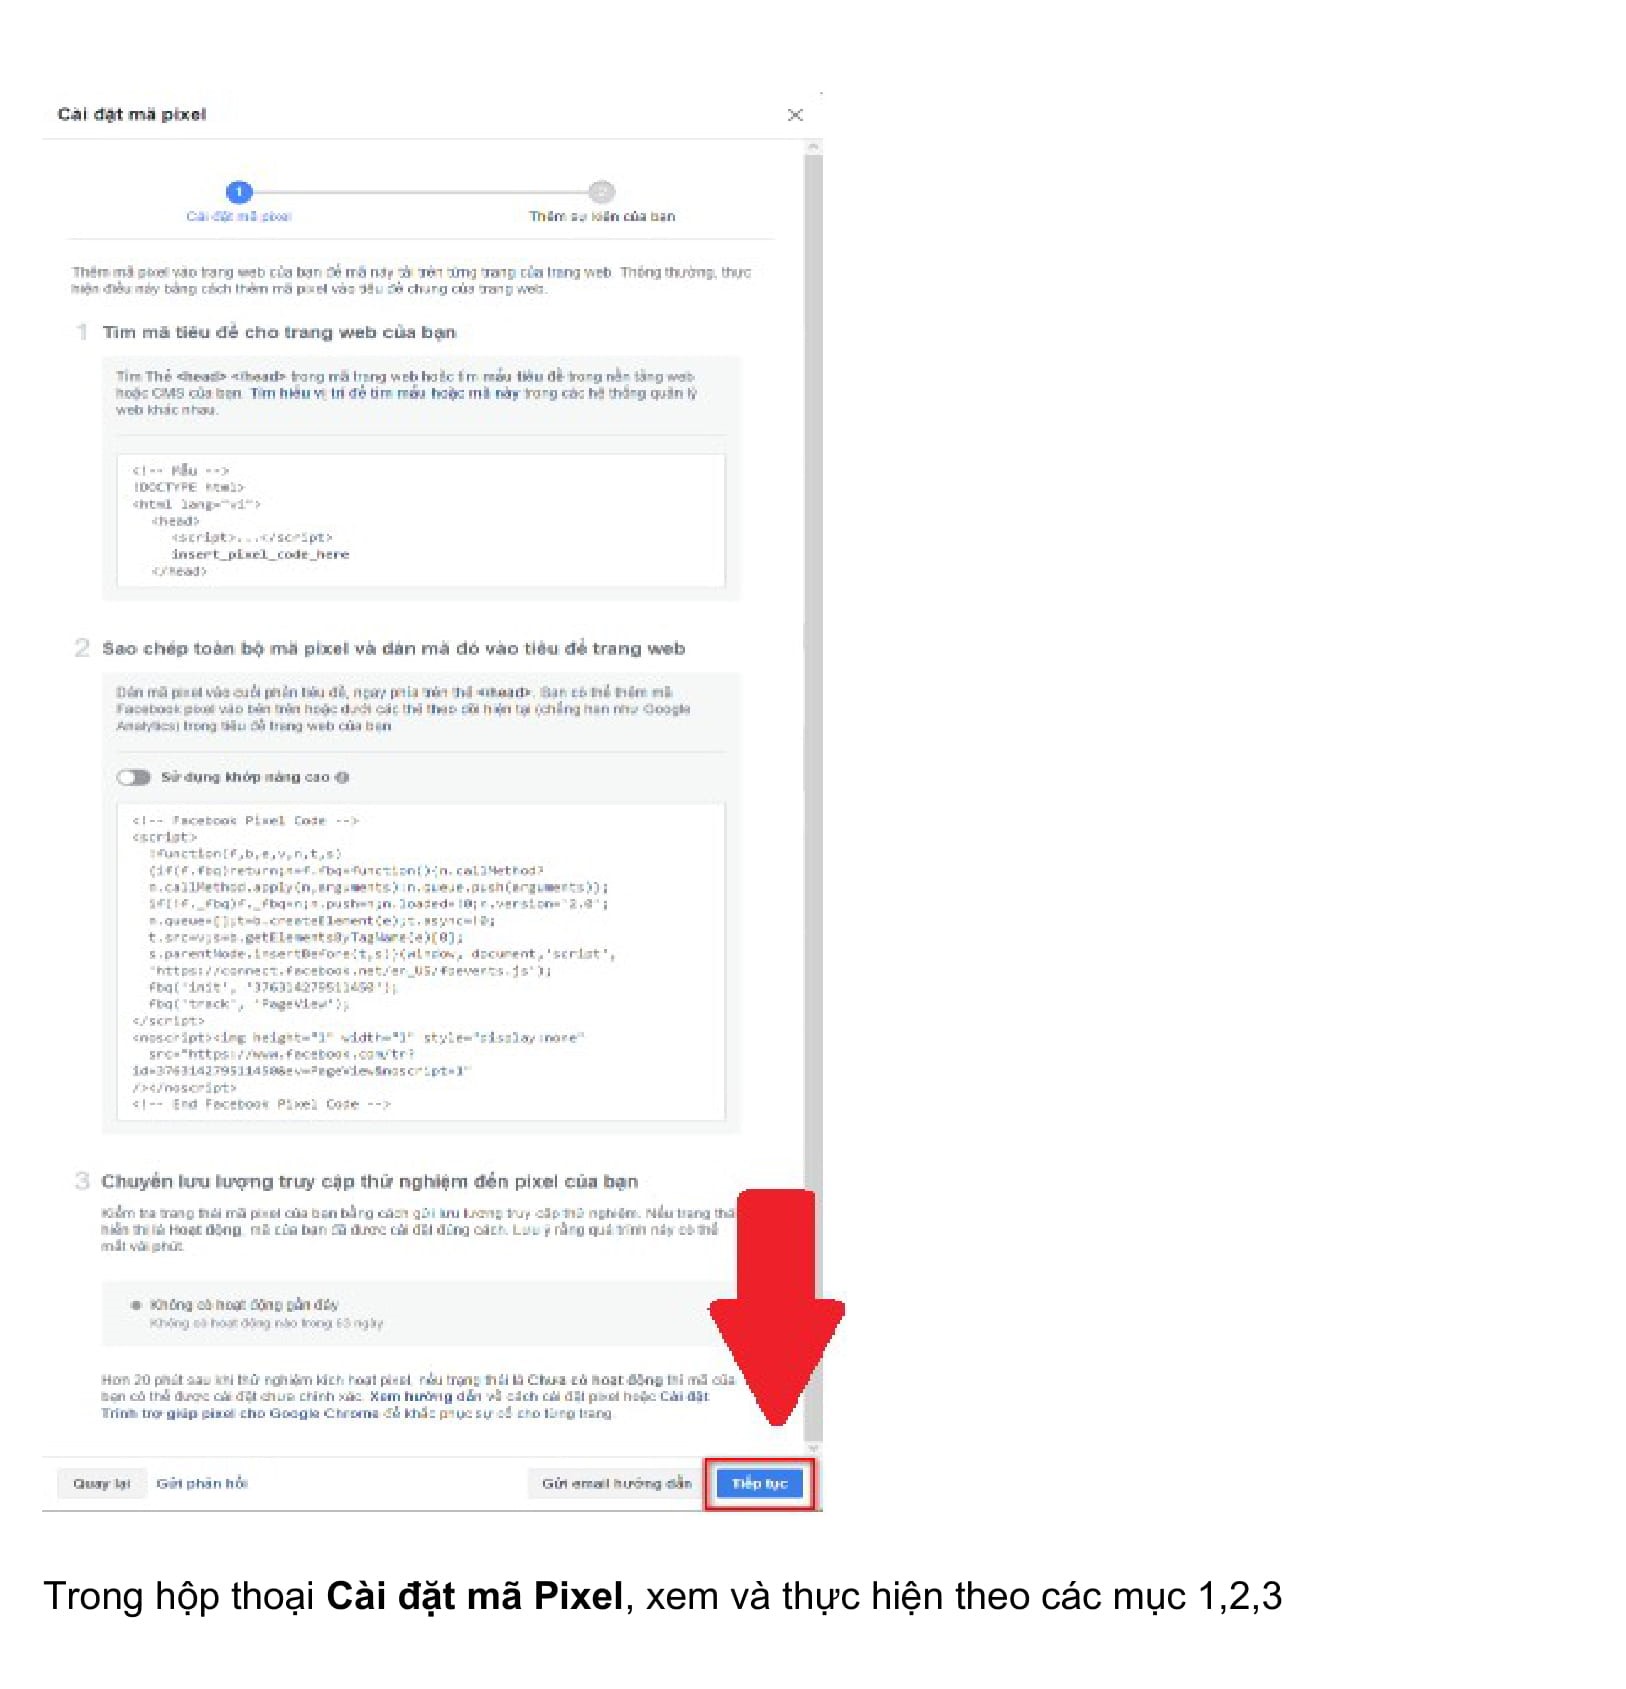 Cài đặt mã pixel
1
2
Cài đặt mã pixel
Thêm sự kiện của bạn
Thêm mã pixel vào trang web của bạn để mã này tải trên từng trang của trang web. Thông thường, thực
hiện điều này bằng cách thêm mã pixel vào tiêu đề chung của trang web.
1 Tìm mã tiêu đề cho trang web của bạn
Tìm Thẻ <head> </head> trong mã trang web hoặc tìm mẫu tiêu đề trong nền tảng web
hoặc CMS của bạn. Tìm hiểu vị trí để tìm mẫu hoặc mã này trong các hệ thống quản lý
web khác nhau.
<!-- Mẫu -->
!DOCTYPE html>
<html lang="vi">
<head>
<script>...</script>
insert_pixel_code_here
</head>
2 Sao chép toàn bộ mã pixel và dán mã đó vào tiêu đề trang web
Dán mã pixel vào cuối phần tiêu đề, ngay phía trên thẻ </head>. Bạn có thể thêm mã
Facebook pixel vào bên trên hoặc dưới các thẻ theo dõi hiện tại (chẳng hạn như Google
Analytics) trong tiêu đề trang web của bạn
Sử dụng khớp nâng cao
<!-- Facebook Pixel Code -->
<script>
!function(f,b,e,v,n,t,s)
{if(f.fbq)return;n=f.fbq=function(){n.callMethod?
n.callMethod.apply(n,arguments):n.queue.push(arguments)};
if(!f._fbq)f._fbq=n;n.push=n;n.loaded=!0;n.version='2.0';
n.queue=[];t=b.createElement(e);t.async=!0;
t.src=v;s=b.getElementsByTagName(e)[0];
s.parentNode.insertBefore(t,s)}(window, document,'script',
'https://connect.facebook.net/en_US/fbevents.js');
fbq('init', '376314279511450');
fbq('track', 'PageView');
</script>
<noscript><img height="1" width="1" style="display:none"
src="https://www.facebook.com/tr?
id=376314279511450&ev=PageView&noscript=1"
/></noscript>
<!-- End Facebook Pixel Code -->
3 Chuyển lưu lượng truy cập thử nghiệm đến pixel của bạn
Kiểm tra trạng thái mã pixel của bạn bằng cách gửi lưu lượng truy cập thử nghiệm. Nếu trạng thá
hiển thị là Hoạt động, mã của bạn đã được cài đặt đúng cách. Lưu ý rằng quá trình này có thể
mất vài phút.
Không có hoạt động gần đây
Không có hoạt động nào trong 63 ngày
Hơn 20 phút sau khi thử nghiệm kích hoạt pixel, nếu trạng thái là Chưa có hoạt động thì mã của
bạn có thể được cài đặt chưa chính xác. Xem hướng dẫn về cách cài đặt pixel hoặc Cài đặt
Trình trợ giúp pixel cho Google Chrome để khắc phục sự cố cho từng trang.
Quay lại Gửi phản hồi Gửi email hướng dẫn Tiếp tục
Trong hộp thoại Cài đặt mã Pixel, xem và thực hiện theo các mục 1,2,3